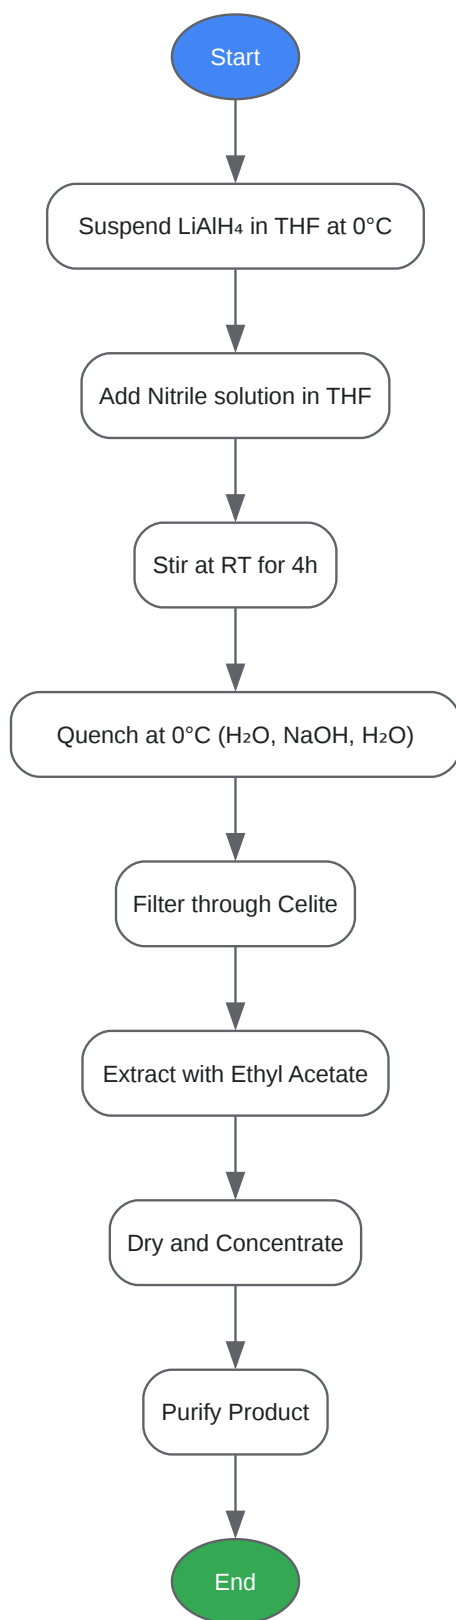 Start
Suspend LiAlH₄ in THF at 0°C
Add Nitrile solution in THF
Stir at RT for 4h
Quench at 0°C (H₂O, NaOH, H₂O)
Filter through Celite
Extract with Ethyl Acetate
Dry and Concentrate
Purify Product
End